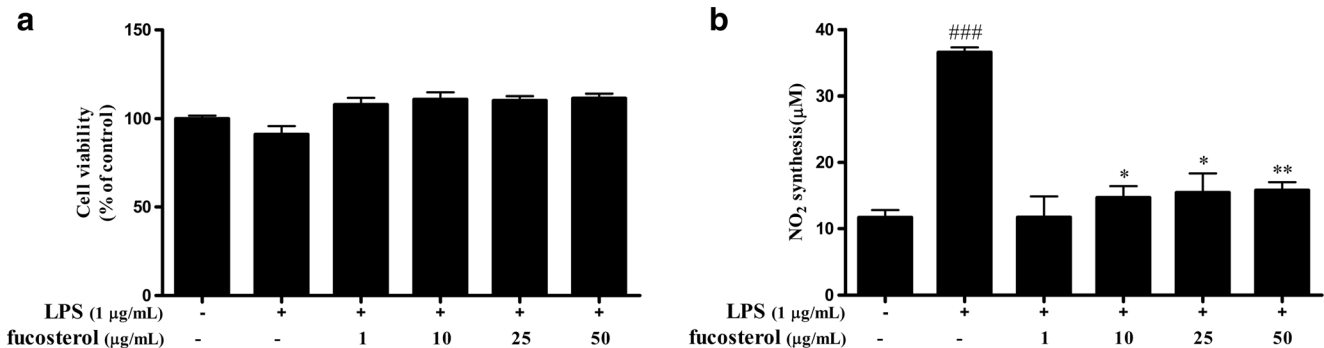 a
150
100
50
0
Cell viability
(% of control)
LPS (1 μg/mL) - + + + + +
fucosterol (μg/mL) - - 1 10 25 50
b
40
30
20
10
0
NO2 synthesis(μM)
###
*
*
**
LPS (1 μg/mL) - + + + + +
fucosterol (μg/mL) - - 1 10 25 50